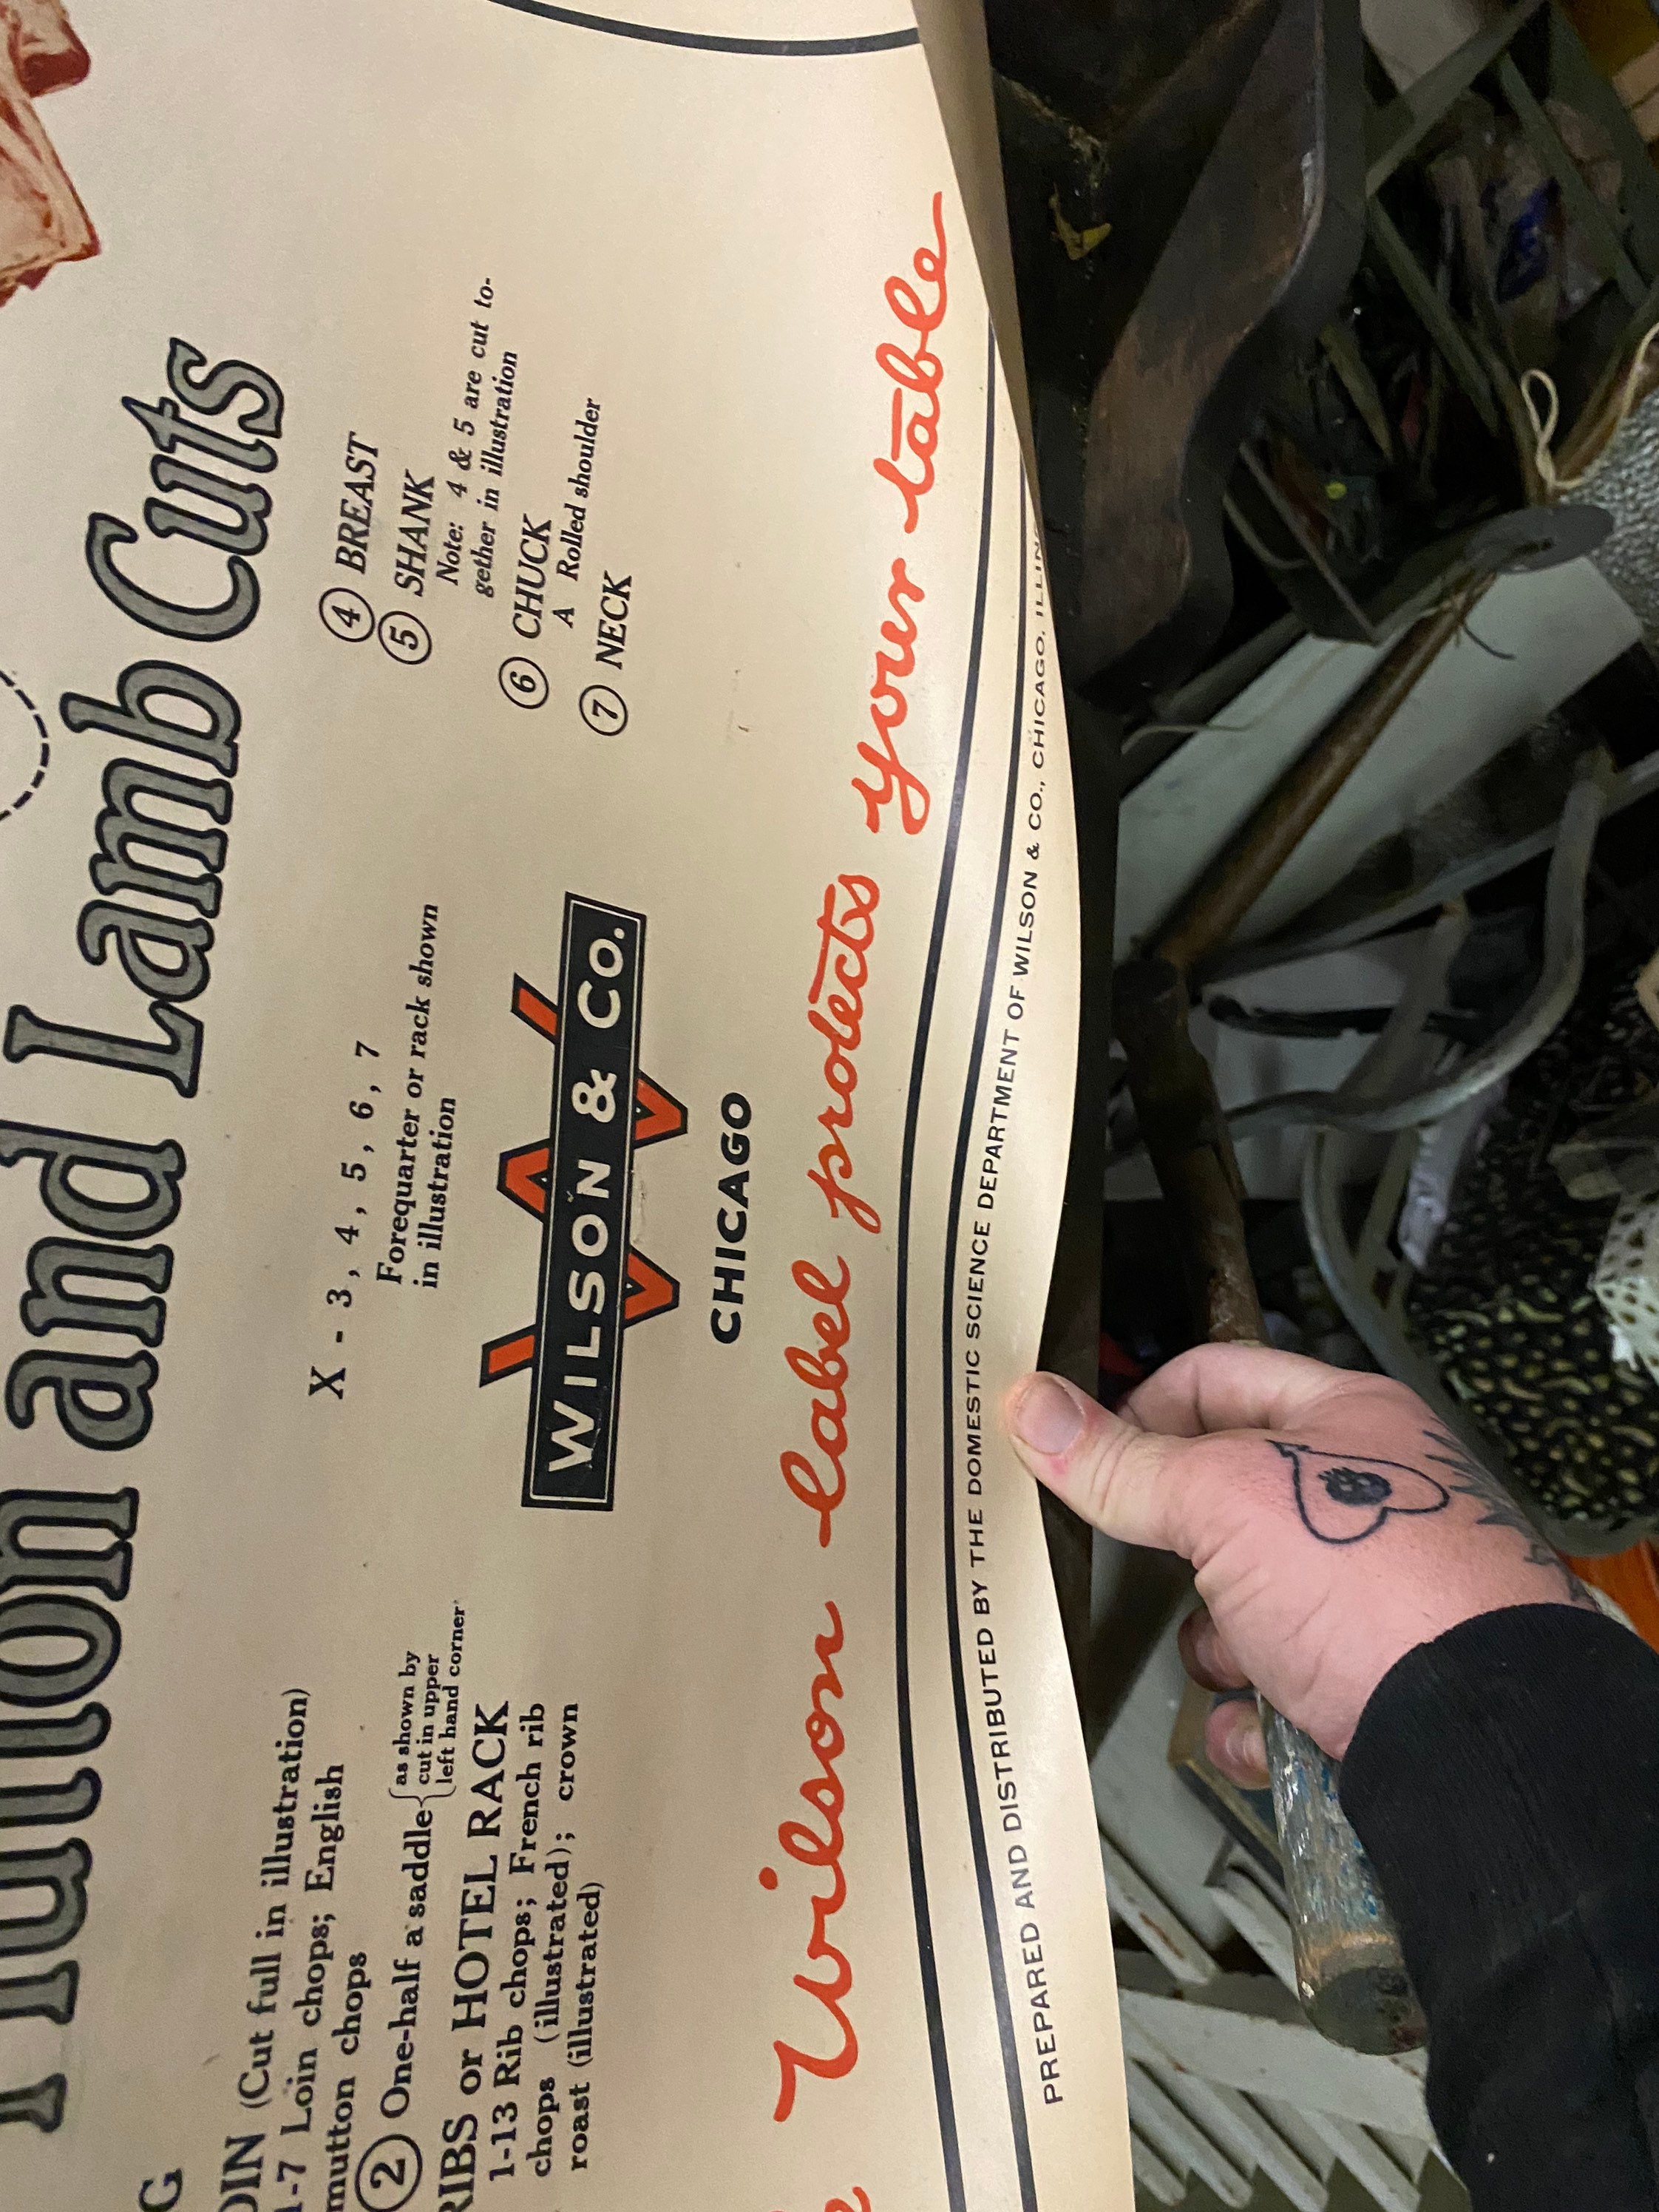 Mutton and Lamb Cuts
G
OIN (Cut full in illustration)
1-7 Loin chops; English
mutton chops
2 One-half a saddle { as shown by
cut in upper
left hand corner
RIBS or HOTEL RACK
1-13 Rib chops; French rib
chops (illustrated); crown
roast (illustrated)
X - 3, 4, 5, 6, 7
Forequarter or rack shown
in illustration
WILSON & CO.
CHICAGO
4 BREAST
5 SHANK
Note: 4 & 5 are cut to-
gether in illustration
6 CHUCK
A Rolled shoulder
7 NECK
Wilson label protects your table
PREPARED AND DISTRIBUTED BY THE DOMESTIC SCIENCE DEPARTMENT OF WILSON & CO., CHICAGO, ILLINO